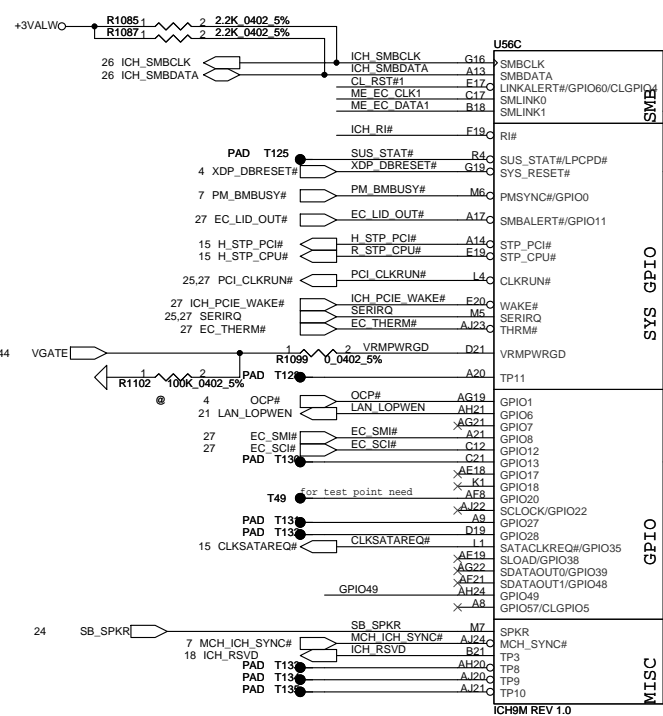 R1085 1 2 2.2K_0402_5%
+3VALW
R1087 1 2 2.2K_0402_5%
U56C
26 ICH_SMBCLK ICH_SMBCLK G16 SMBCLK
26 ICH_SMBDATA ICH_SMBDATA A13 SMBDATA
CL_RST#1 E17 LINKALERT#/GPIO60/CLGPIO4
ME_EC_CLK1 C17 SMLINK0
ME_EC_DATA1 B18 SMLINK1
SMB
ICH_RI# F19 RI#
PAD T125 SUS_STAT# R4 SUS_STAT#/LPCPD#
4 XDP_DBRESET# XDP_DBRESET# G19 SYS_RESET#
7 PM_BMBUSY# PM_BMBUSY# M6 PMSYNC#/GPIO0
27 EC_LID_OUT# EC_LID_OUT# A17 SMBALERT#/GPIO11
15 H_STP_PCI# H_STP_PCI# A14 STP_PCI#
15 H_STP_CPU# R_STP_CPU# E19 STP_CPU#
25,27 PCI_CLKRUN# PCI_CLKRUN# L4 CLKRUN#
27 ICH_PCIE_WAKE# ICH_PCIE_WAKE# E20 WAKE#
25,27 SERIRQ SERIRQ M5 SERIRQ
27 EC_THERM# EC_THERM# AJ23 THRM#
SYS GPIO
44 VGATE 1 2 VRMPWRGD D21 VRMPWRGD
R1099 0_0402_5%
1 2
R1102 100K_0402_5%
PAD A20 TP11
@
4 OCP# OCP# AG19 GPIO1
21 LAN_LOPWEN LAN_LOPWEN AH21 GPIO6
AG21 GPIO7
27 EC_SMI# EC_SMI# A21 GPIO8
27 EC_SCI# EC_SCI# C12 GPIO12
PAD C21 GPIO13
AE18 GPIO17
K1 GPIO18
T49 for test point need AF8 GPIO20
AJ22 SCLOCK/GPIO22
PAD A9 GPIO27
PAD D19 GPIO28
15 CLKSATAREQ# CLKSATAREQ# L1 SATACLKREQ#/GPIO35
AE19 SLOAD/GPIO38
AG22 SDATAOUT0/GPIO39
AF21 SDATAOUT1/GPIO48
GPIO49 AH24 GPIO49
A8 GPIO57/CLGPIO5
GPIO
24 SB_SPKR SB_SPKR M7 SPKR
7 MCH_ICH_SYNC# MCH_ICH_SYNC# AJ24 MCH_SYNC#
18 ICH_RSVD ICH_RSVD B21 TP3
PAD AH20 TP8
PAD AJ20 TP9
PAD AJ21 TP10
MISC
ICH9M REV 1.0